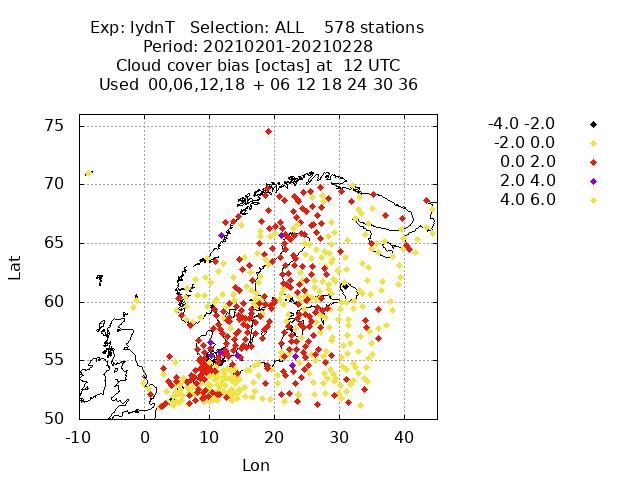 Exp: lydnT   Selection: ALL    578 stations
Period: 20210201-20210228
Cloud cover bias [octas] at  12 UTC
Used  00,06,12,18  + 06 12 18 24 30 36
-4.0 -2.0
-2.0 0.0
0.0 2.0
2.0 4.0
4.0 6.0
75
70
65
60
55
50
Lat
-10
0
10
20
30
40
Lon